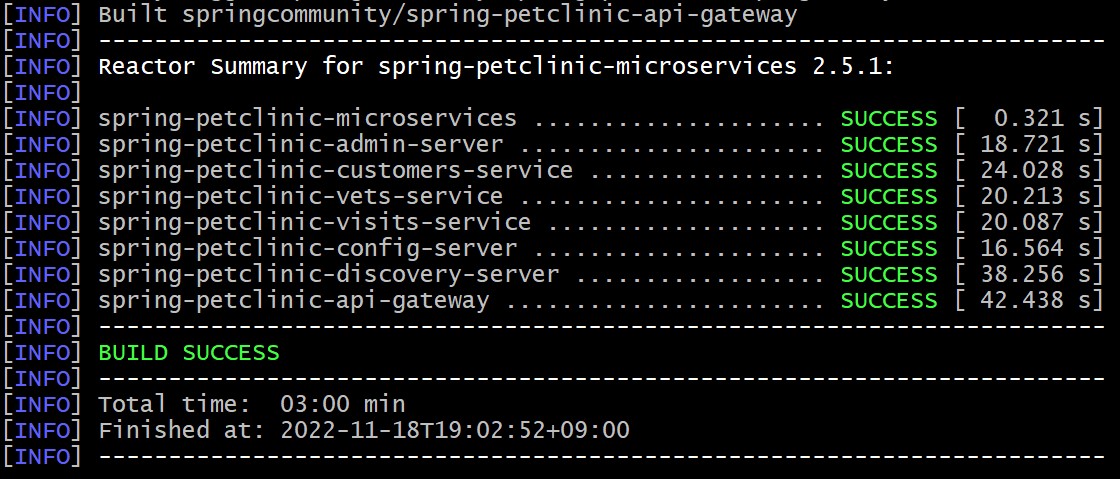 [INFO] Built springcommunity/spring-petclinic-api-gateway
[INFO] ------------------------------------------------------------------------
[INFO] Reactor Summary for spring-petclinic-microservices 2.5.1:
[INFO]
[INFO] spring-petclinic-microservices ..................... SUCCESS [  0.321 s]
[INFO] spring-petclinic-admin-server ...................... SUCCESS [ 18.721 s]
[INFO] spring-petclinic-customers-service ................. SUCCESS [ 24.028 s]
[INFO] spring-petclinic-vets-service ...................... SUCCESS [ 20.213 s]
[INFO] spring-petclinic-visits-service .................... SUCCESS [ 20.087 s]
[INFO] spring-petclinic-config-server ..................... SUCCESS [ 16.564 s]
[INFO] spring-petclinic-discovery-server .................. SUCCESS [ 38.256 s]
[INFO] spring-petclinic-api-gateway ....................... SUCCESS [ 42.438 s]
[INFO] ------------------------------------------------------------------------
[INFO] BUILD SUCCESS
[INFO] ------------------------------------------------------------------------
[INFO] Total time:  03:00 min
[INFO] Finished at: 2022-11-18T19:02:52+09:00
[INFO] ------------------------------------------------------------------------